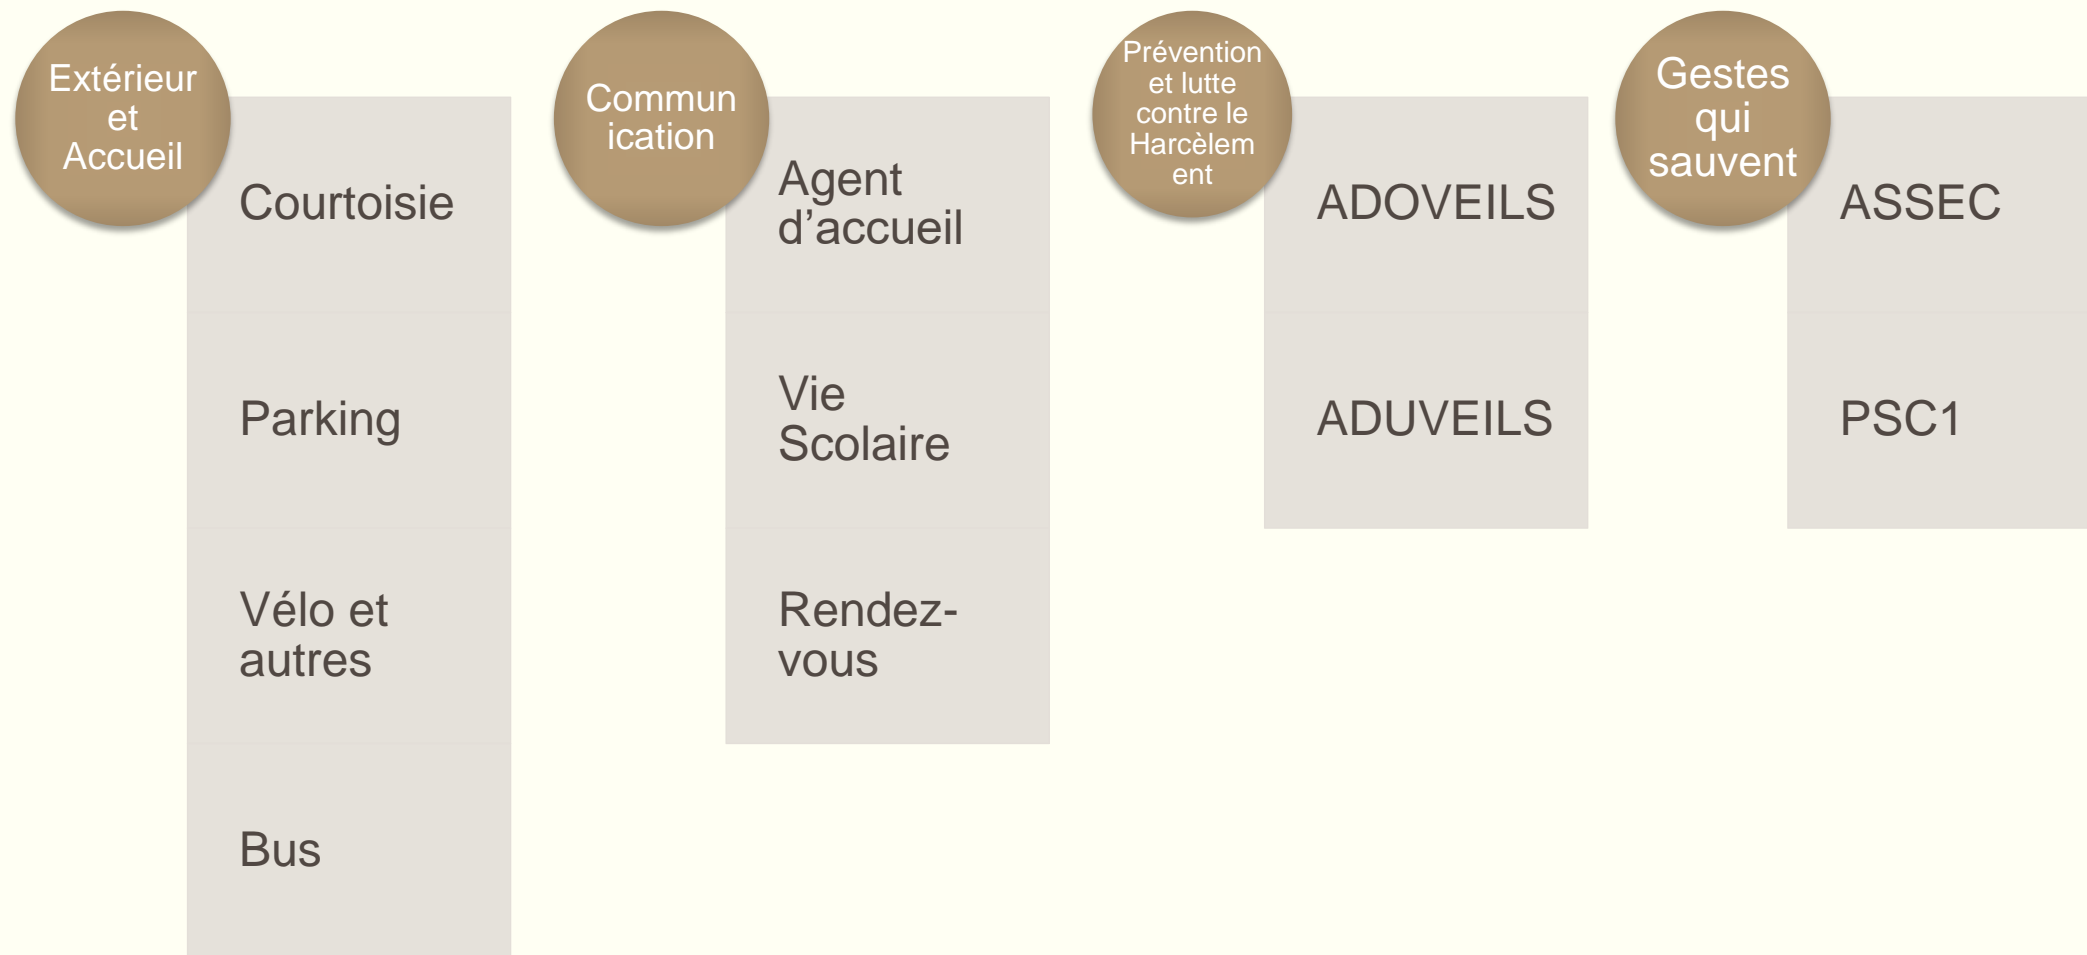 Extérieur
et
Accueil
Courtoisie
Parking
Vélo et
autres
Bus
Commun
ication
Agent
d’accueil
Vie
Scolaire
Rendez-
vous
Prévention
et lutte
contre le
Harcèlem
ent
ADOVEILS
ADUVEILS
Gestes
qui
sauvent
ASSEC
PSC1